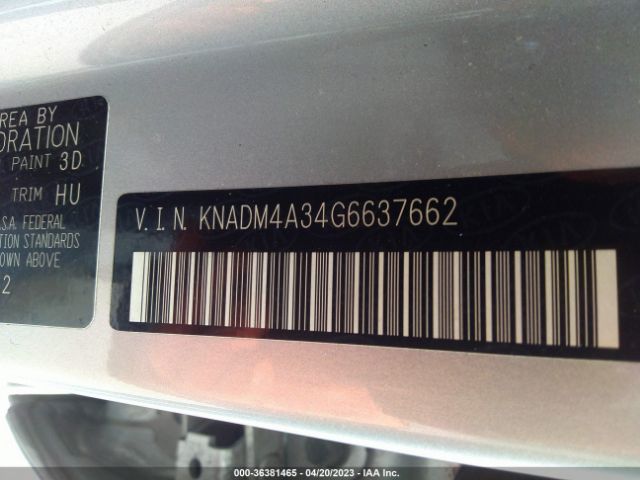 REA BY
ORATION
PAINT 3D
TRIM HU
.S.A. FEDERAL
TION STANDARDS
OWN ABOVE
2
V.I.N. KNADM4A34G6637662
000-36381465 - 04/20/2023 - IAA Inc.